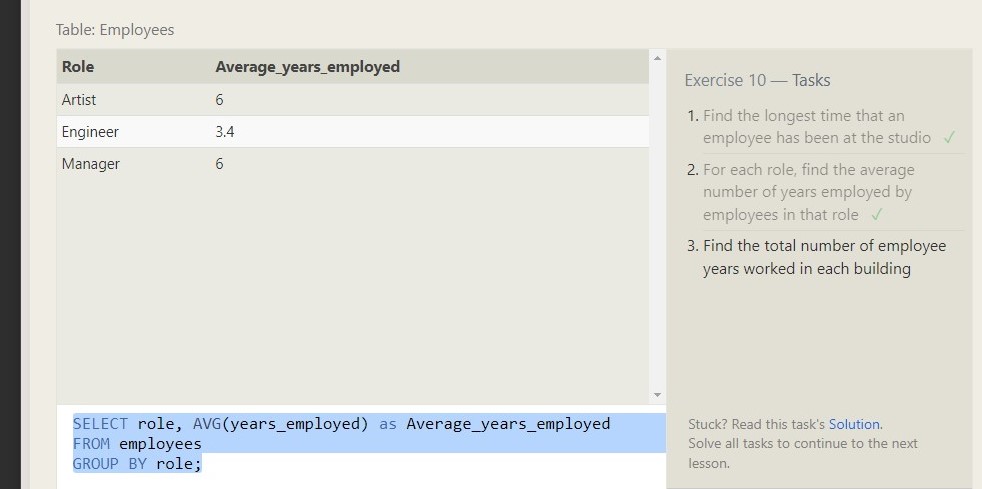 Table: Employees
Role Average_years_employed
Artist 6
Engineer 3.4
Manager 6
SELECT role, AVG(years_employed) as Average_years_employed
FROM employees
GROUP BY role;
Exercise 10 — Tasks
1. Find the longest time that an
employee has been at the studio ✓
2. For each role, find the average
number of years employed by
employees in that role ✓
3. Find the total number of employee
years worked in each building
Stuck? Read this task's Solution.
Solve all tasks to continue to the next
lesson.